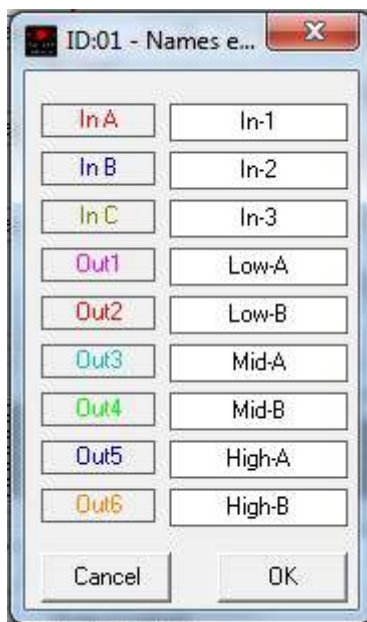 ID:01 - Names e...
In A In-1
In B In-2
In C In-3
Out1 Low-A
Out2 Low-B
Out3 Mid-A
Out4 Mid-B
Out5 High-A
Out6 High-B
Cancel OK